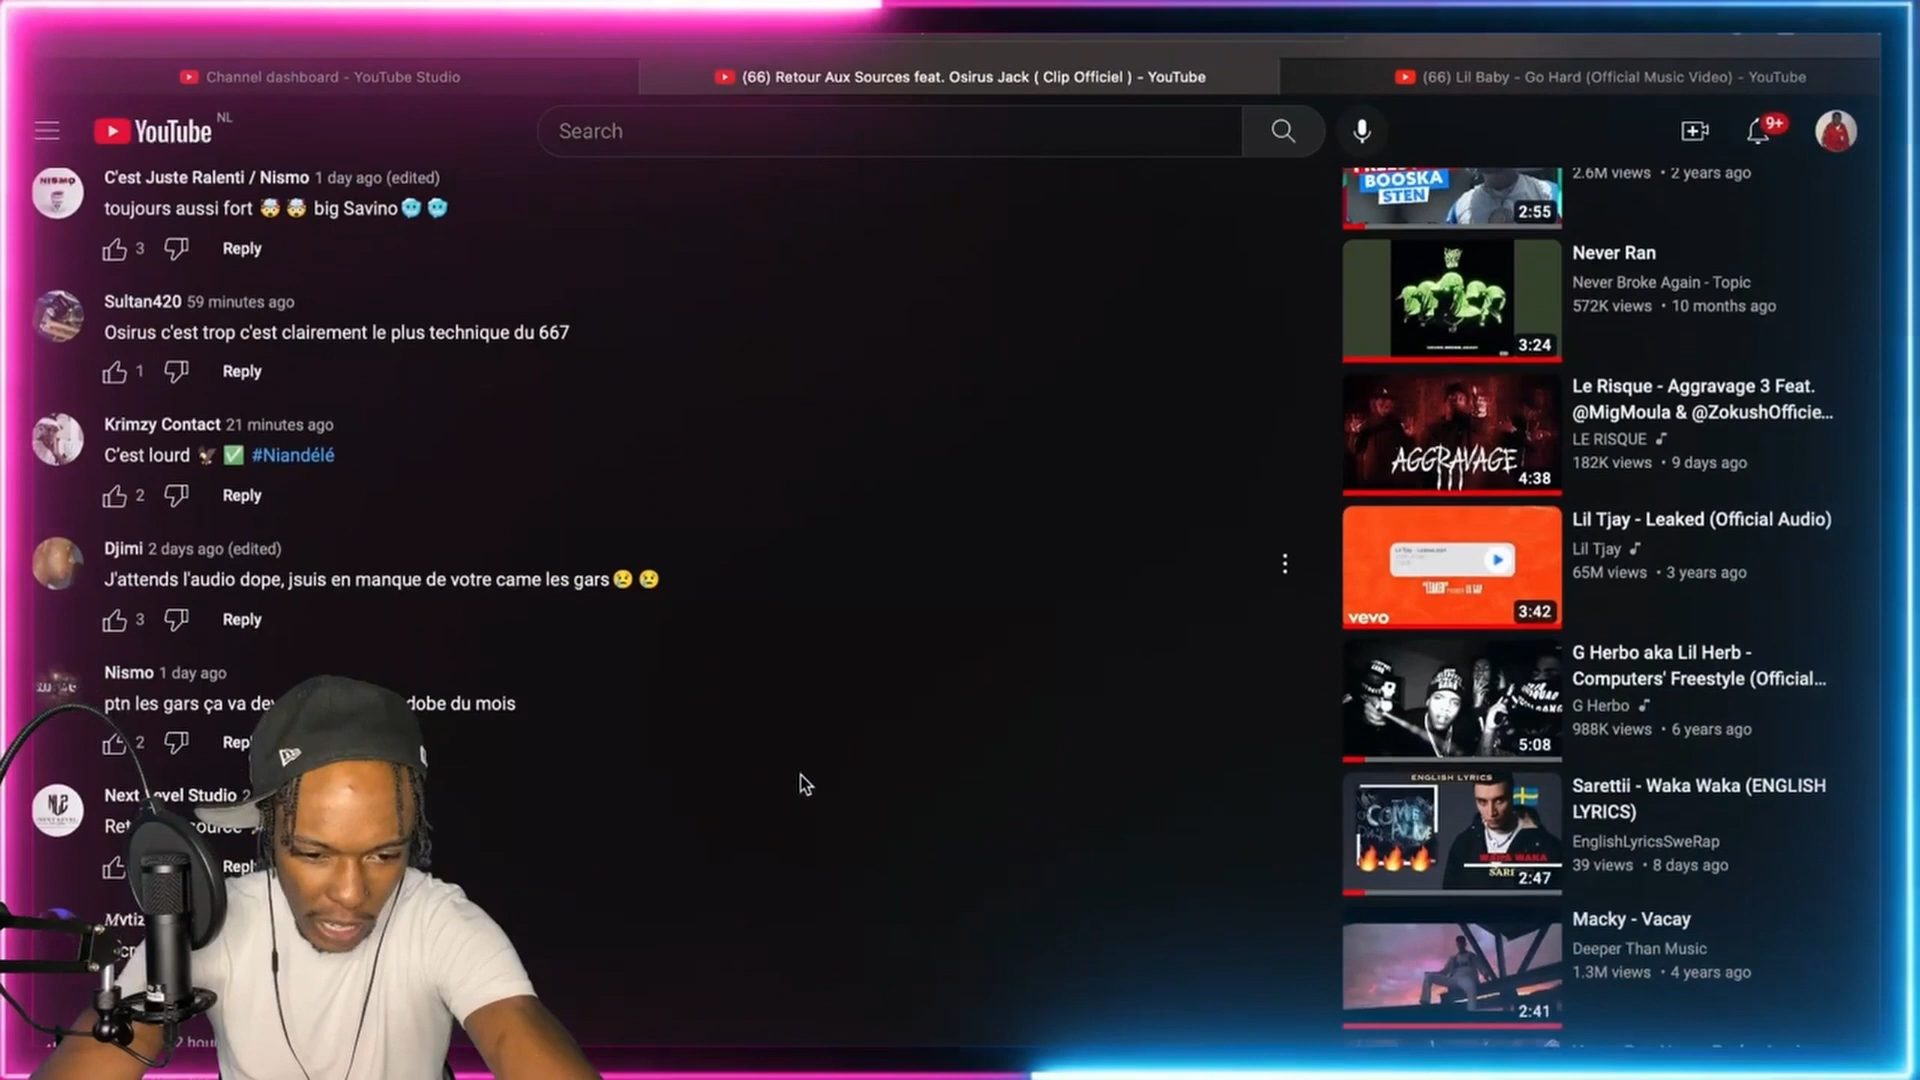 Channel dashboard - YouTube Studio
(66) Retour Aux Sources feat. Osirus Jack ( Clip Officiel ) - YouTube
(66) Lil Baby - Go Hard (Official Music Video) - YouTube
YouTube NL
Search
9+
C'est Juste Ralenti / Nismo 1 day ago (edited)
toujours aussi fort 🤯 🤯 big Savino🥶 🥶
3 Reply
Sultan420 59 minutes ago
Osirus c'est trop c'est clairement le plus technique du 667
1 Reply
Krimzy Contact 21 minutes ago
C'est lourd 🦅 ✅ #Niandélé
2 Reply
Djimi 2 days ago (edited)
J'attends l'audio dope, jsuis en manque de votre came les gars😢 😢
3 Reply
Nismo 1 day ago
ptn les gars ça va du mois
2
Next Level Studio
BOOSKA
STEN
2:55
2.6M views • 2 years ago
3:24
Never Ran
Never Broke Again - Topic
572K views • 10 months ago
AGGRAVAGE
4:38
Le Risque - Aggravage 3 Feat.
@MigMoula & @ZokushOfficie...
LE RISQUE
182K views • 9 days ago
vevo
3:42
Lil Tjay - Leaked (Official Audio)
Lil Tjay
65M views • 3 years ago
5:08
G Herbo aka Lil Herb -
Computers' Freestyle (Official...
G Herbo
988K views • 6 years ago
ENGLISH LYRICS
2:47
Sarettii - Waka Waka (ENGLISH
LYRICS)
EnglishLyricsSweRap
39 views • 8 days ago
2:41
Macky - Vacay
Deeper Than Music
1.3M views • 4 years ago